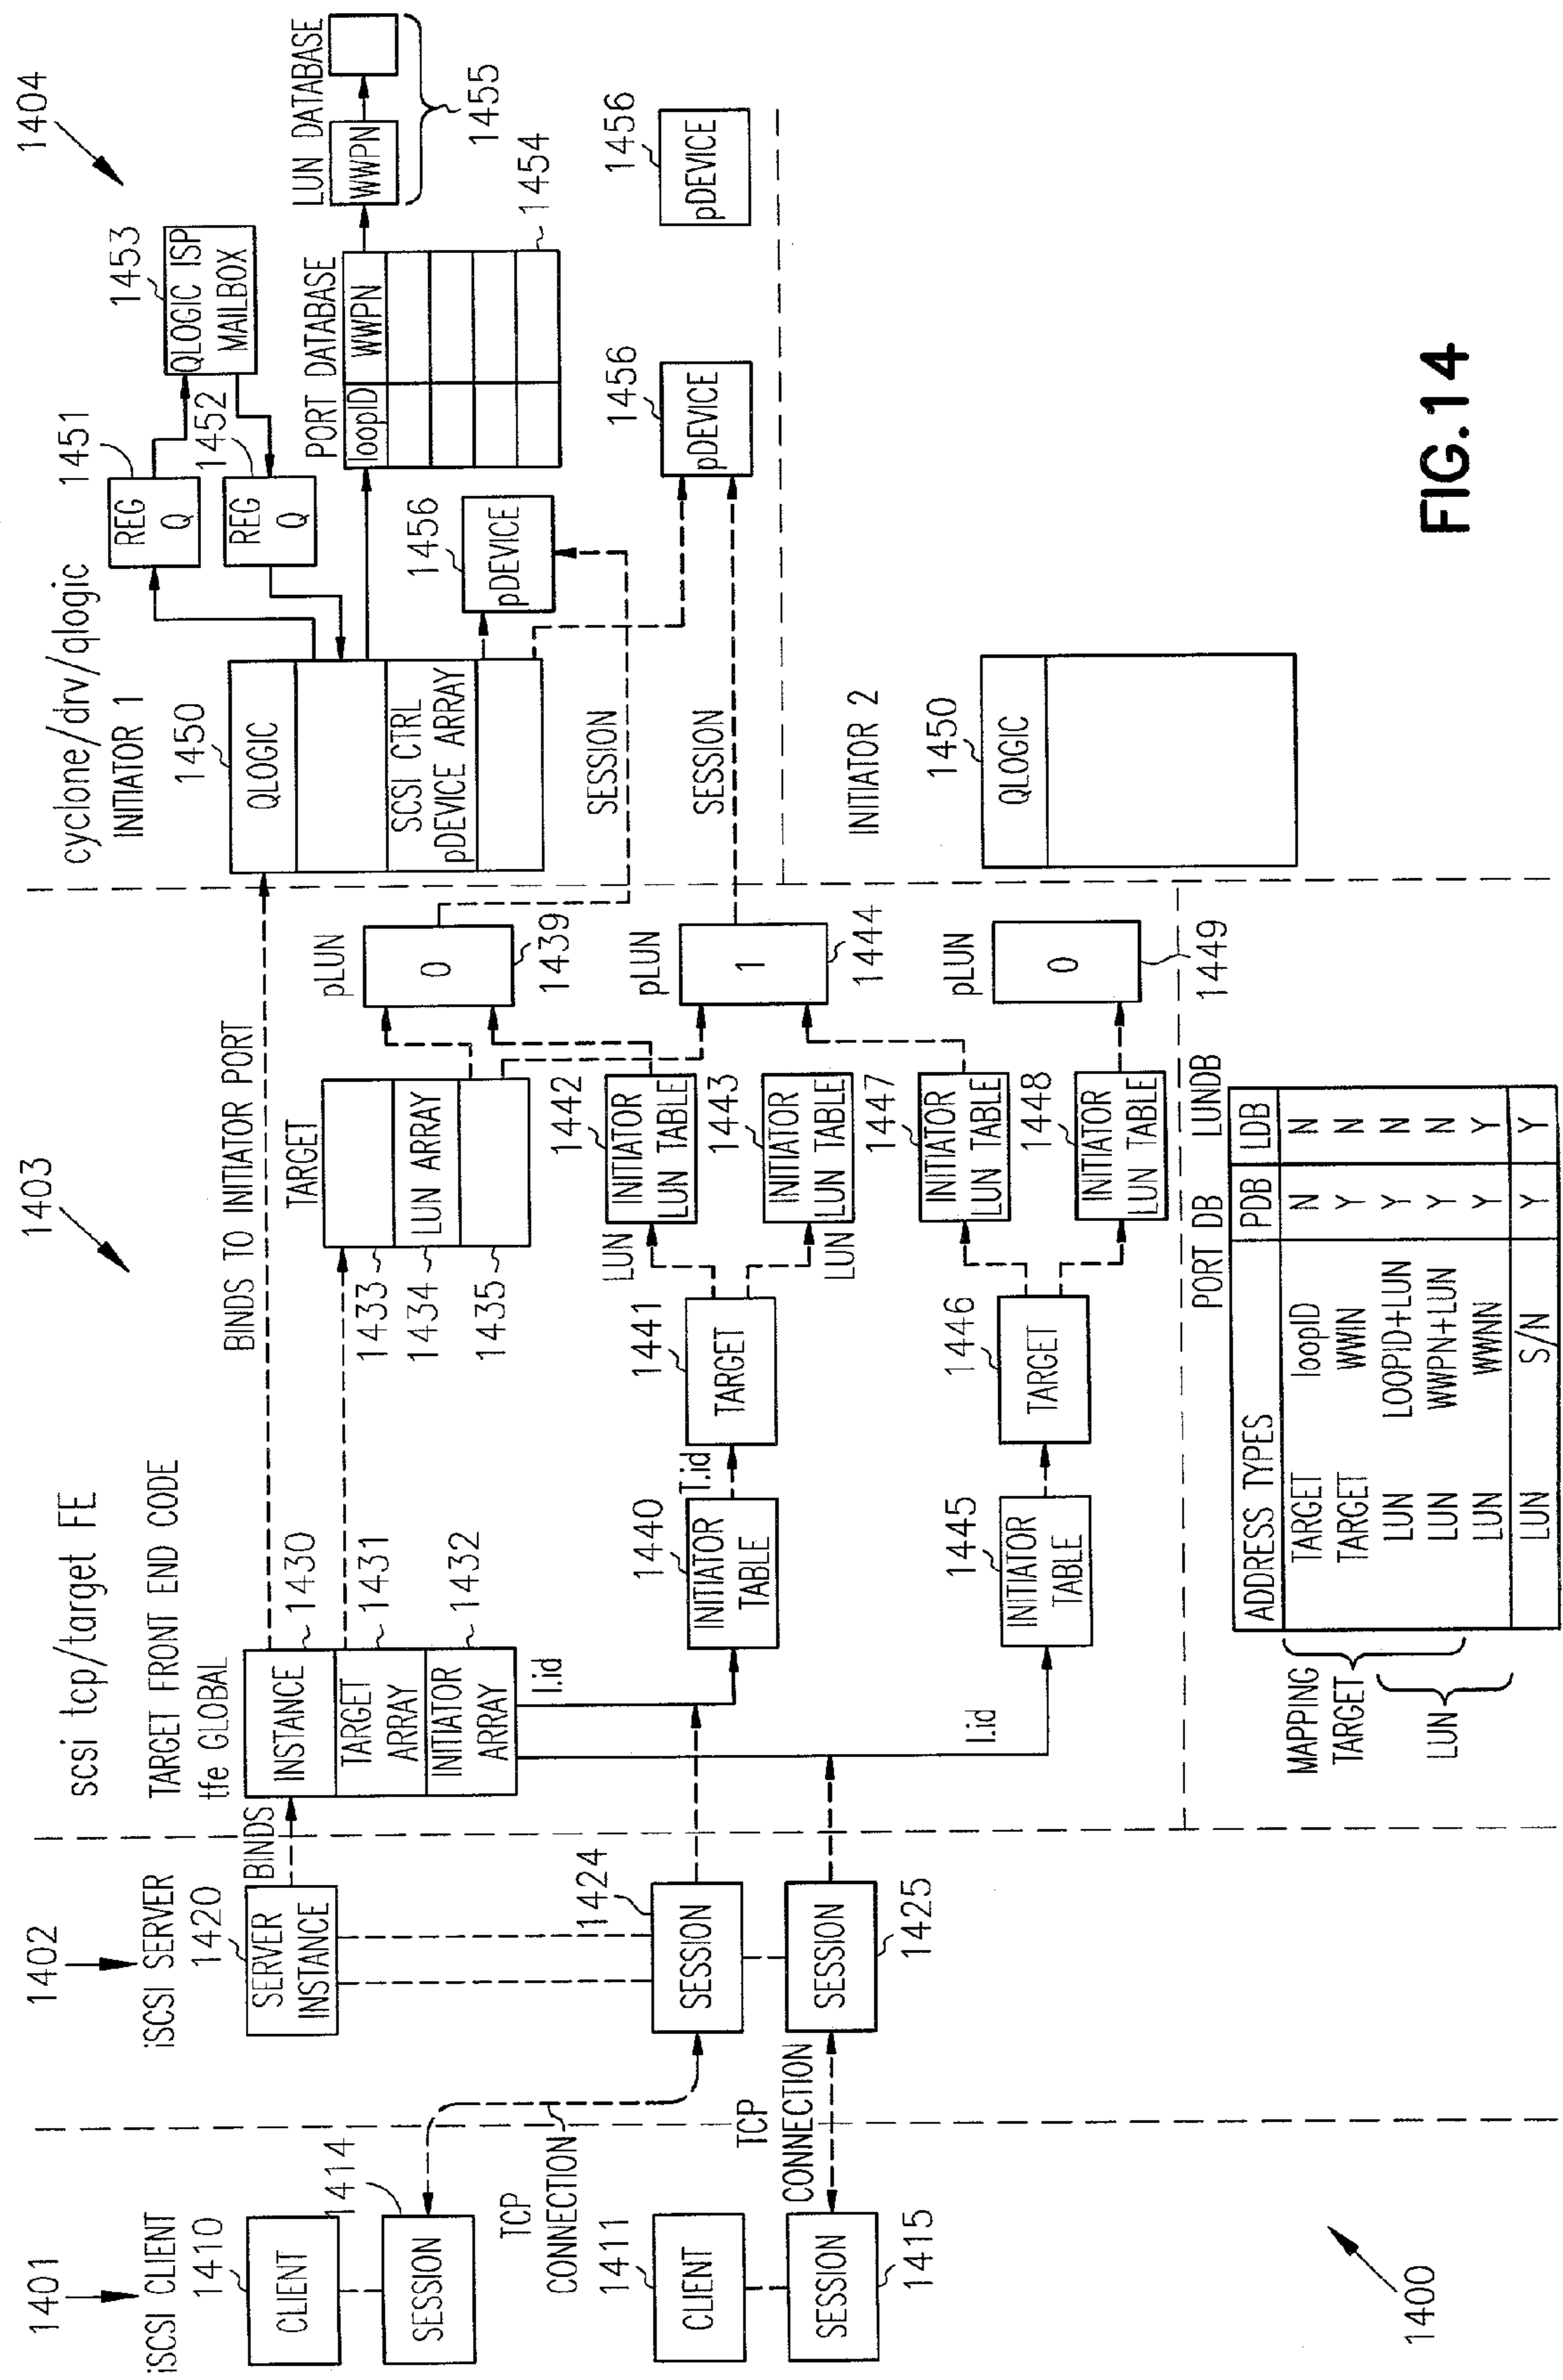 1400
1401
iSCSI CLIENT
1410
CLIENT
1414
SESSION
TCP
CONNECTION
1411
CLIENT
SESSION
1415
TCP
CONNECTION
1402
iSCSI SERVER
1420
SERVER
INSTANCE
BINDS
1424
SESSION
SESSION
1425
1403
scsi tcp/target FE
TARGET FRONT END CODE
tfe GLOBAL
INSTANCE
1430
TARGET
ARRAY
1431
INITIATOR
ARRAY
1432
I.id
I.id
BINDS TO INITIATOR PORT
TARGET
1433
LUN ARRAY
1434
1435
1440
INITIATOR
TABLE
T.id
1441
TARGET
LUN
LUN
1442
INITIATOR
LUN TABLE
1443
INITIATOR
LUN TABLE
1445
INITIATOR
TABLE
1446
TARGET
1447
INITIATOR
LUN TABLE
1448
INITIATOR
LUN TABLE
pLUN
0
1439
pLUN
1
1444
pLUN
0
1449
PORT DB LUNDB
ADDRESS TYPES PDB LDB
TARGET loopID N N
TARGET WWIN Y N
LUN LOOPID+LUN Y N
LUN WWPN+LUN Y N
LUN WWNN Y Y
LUN S/N Y Y
MAPPING
TARGET
LUN
1404
cyclone/drv/qlogic
INITIATOR 1
1450
QLOGIC
SCSI CTRL
pDEVICE ARRAY
REG
Q
1451
REG
Q
1452
QLOGIC ISP
MAILBOX
1453
PORT DATABASE
loopID WWPN
1454
LUN DATABASE
WWPN
1455
1456
pDEVICE
1456
pDEVICE
1456
pDEVICE
SESSION
SESSION
INITIATOR 2
1450
QLOGIC
FIG.14